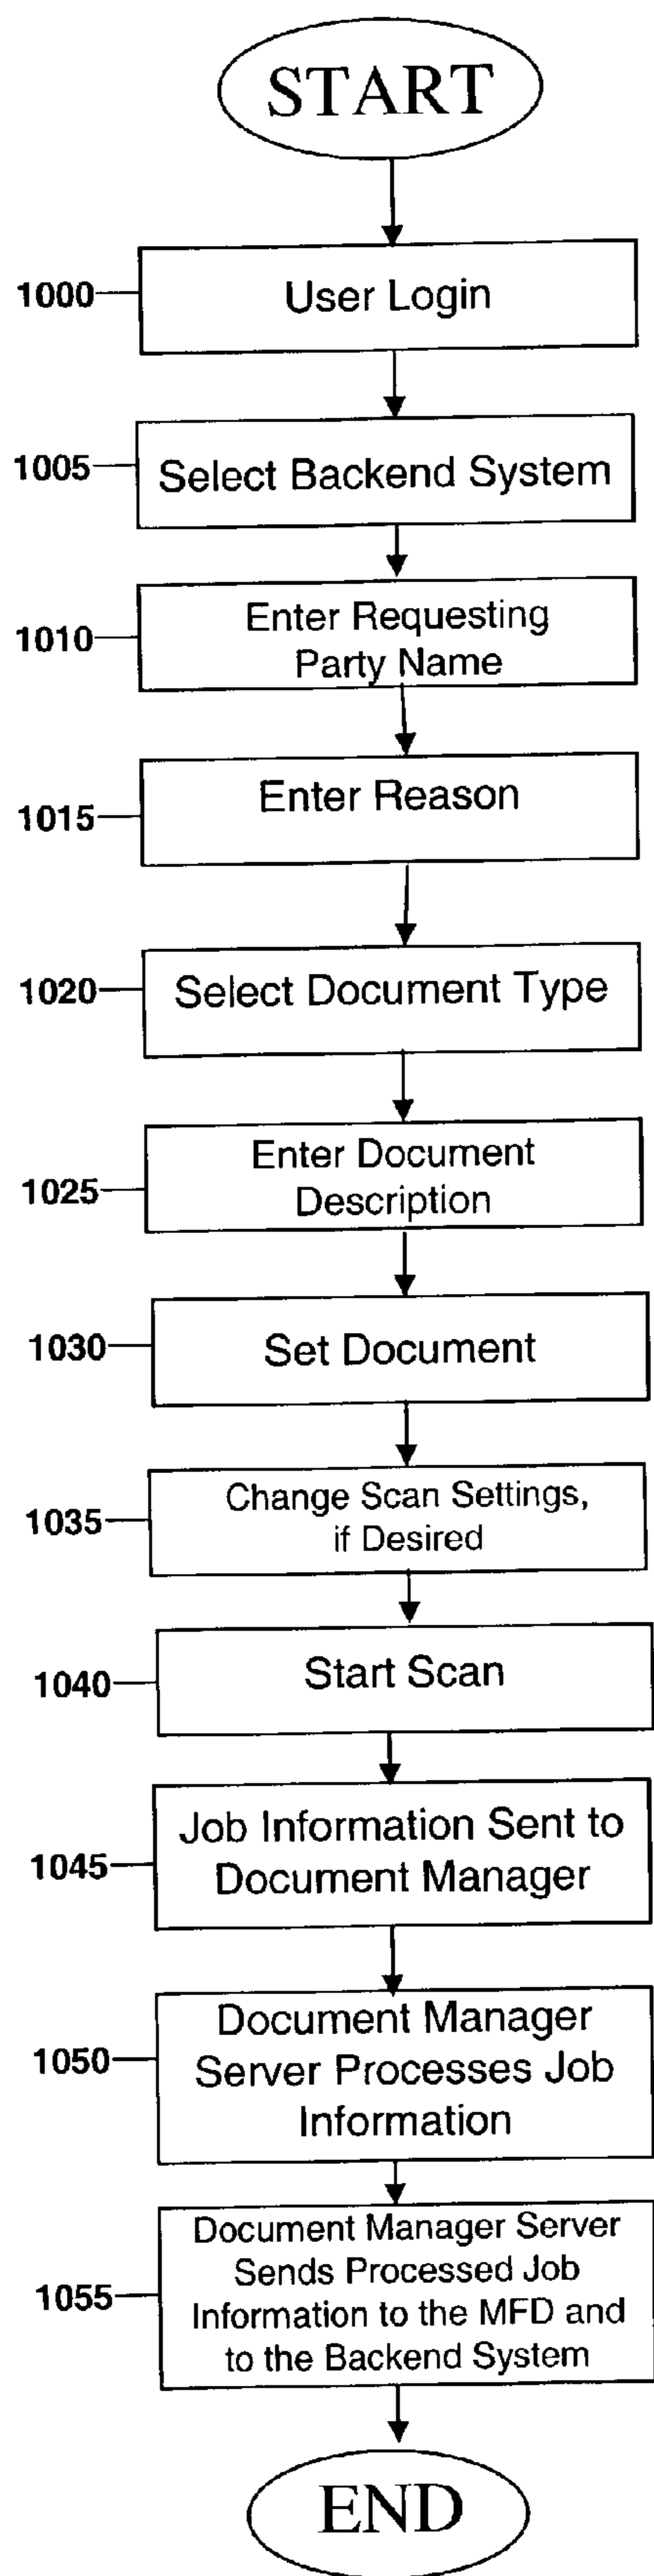 START
1000
User Login
1005
Select Backend System
1010
Enter Requesting
Party Name
1015
Enter Reason
1020
Select Document Type
1025
Enter Document
Description
1030
Set Document
1035
Change Scan Settings,
if Desired
1040
Start Scan
1045
Job Information Sent to
Document Manager
1050
Document Manager
Server Processes Job
Information
1055
Document Manager Server
Sends Processed Job
Information to the MFD and
to the Backend System
END